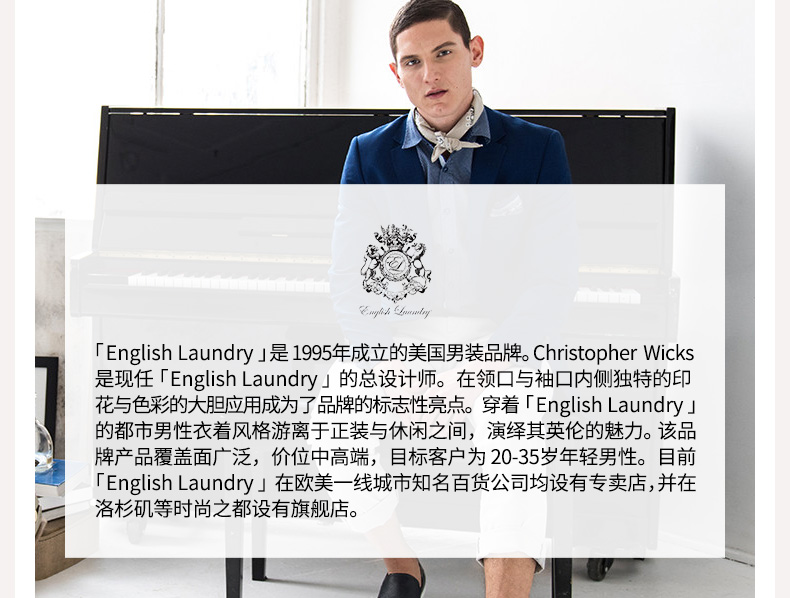 English Laundry
「English Laundry」是1995年成立的美国男装品牌。Christopher Wicks
是现任「English Laundry」的总设计师。在领口与袖口内侧独特的印
花与色彩的大胆应用成为了品牌的标志性亮点。穿着「English Laundry」
的都市男性衣着风格游离于正装与休闲之间，演绎其英伦的魅力。该品
牌产品覆盖面广泛，价位中高端，目标客户为20-35岁年轻男性。目前
「English Laundry」在欧美一线城市知名百货公司均设有专卖店，并在
洛杉矶等时尚之都设有旗舰店。